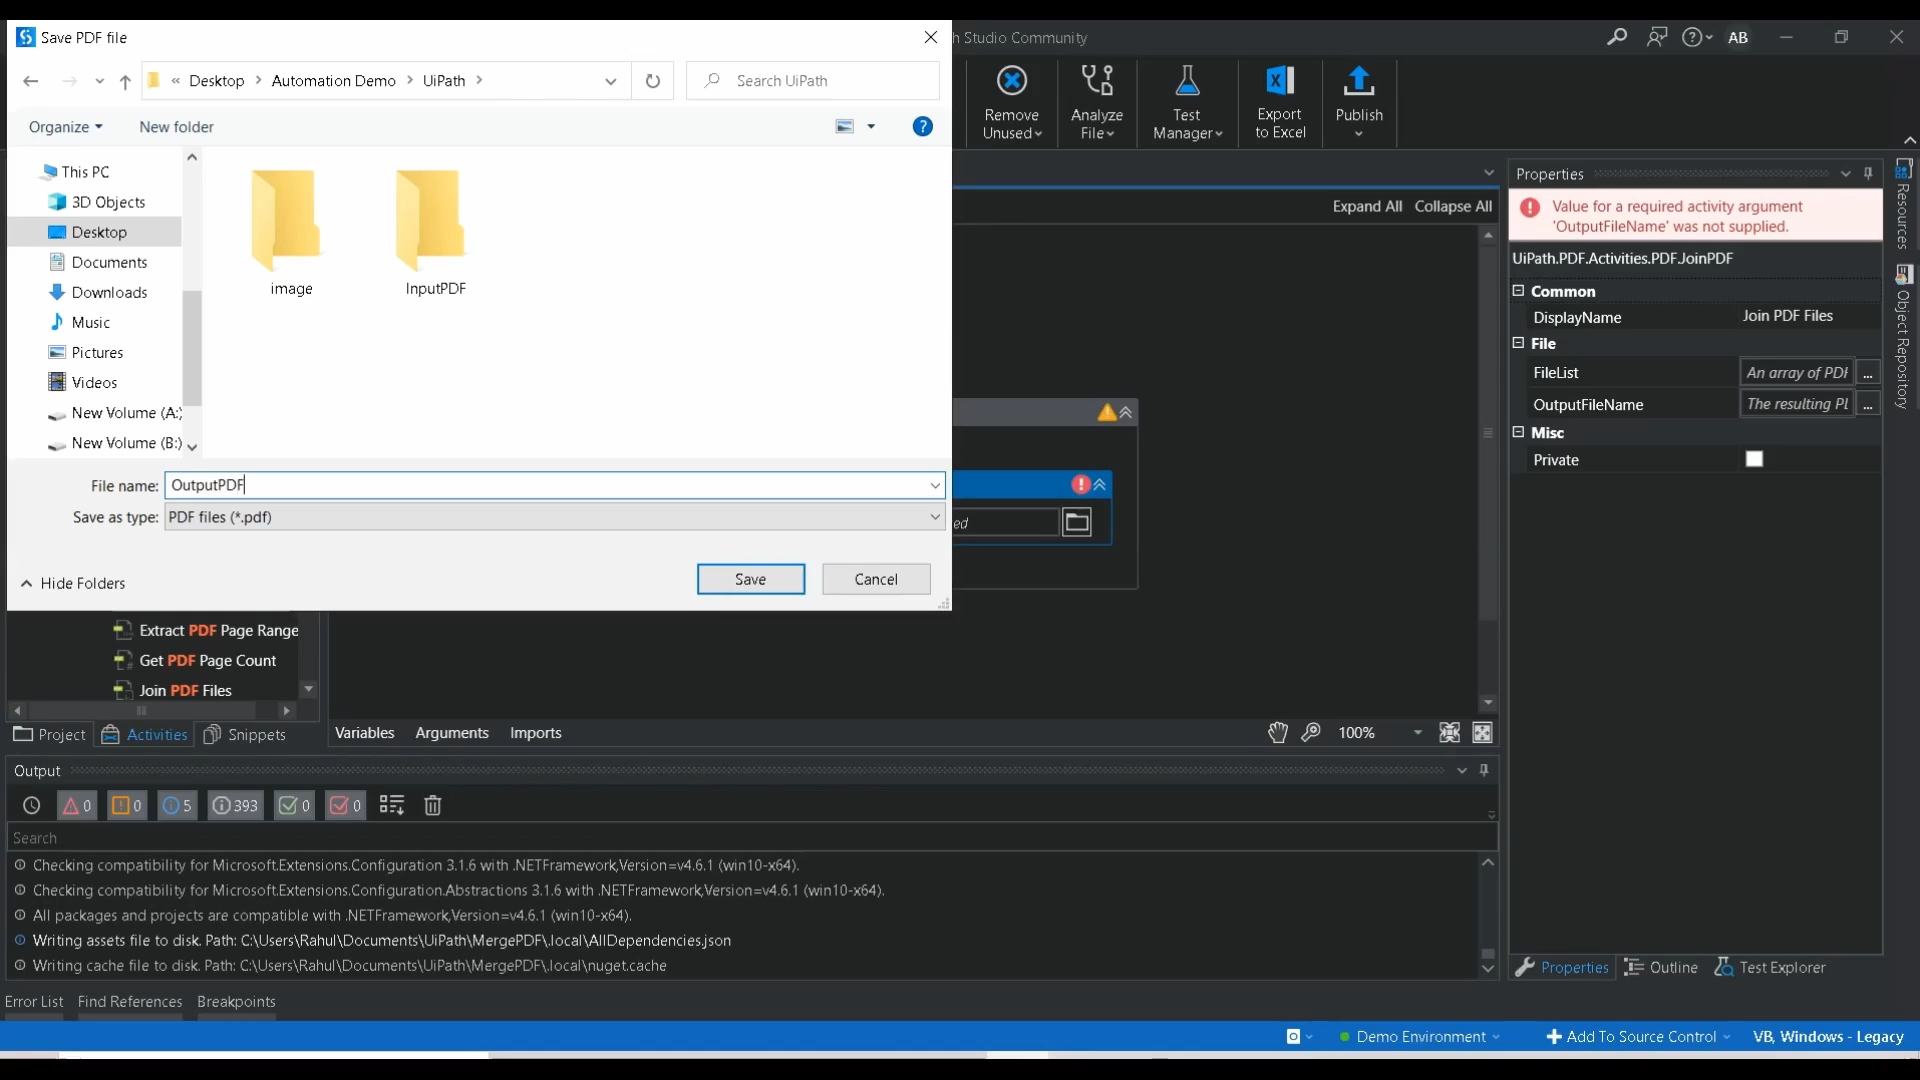 Save PDF file
« Desktop > Automation Demo > UiPath >
Search UiPath
Organize
New folder
This PC
3D Objects
Desktop
Documents
Downloads
Music
Pictures
Videos
New Volume (A:)
New Volume (B:)
image
InputPDF
File name: OutputPDF
Save as type: PDF files (*.pdf)
Hide Folders
Save
Cancel
h Studio Community
AB
Remove Unused
Analyze File
Test Manager
Export to Excel
Publish
Expand All Collapse All
ed
Properties
Value for a required activity argument
'OutputFileName' was not supplied.
UiPath.PDF.Activities.PDF.JoinPDF
Common
DisplayName Join PDF Files
File
FileList An array of PDF
OutputFileName The resulting
Misc
Private
Resources
Object Repository
Extract PDF Page Range
Get PDF Page Count
Join PDF Files
Project Activities Snippets
Variables Arguments Imports
100%
Output
0 0 5 393 0 0
Search
Checking compatibility for Microsoft.Extensions.Configuration 3.1.6 with .NETFramework,Version=v4.6.1 (win10-x64).
Checking compatibility for Microsoft.Extensions.Configuration.Abstractions 3.1.6 with .NETFramework,Version=v4.6.1 (win10-x64).
All packages and projects are compatible with .NETFramework,Version=v4.6.1 (win10-x64).
Writing assets file to disk. Path: C:\Users\Rahul\Documents\UiPath\MergePDF\.local\AllDependencies.json
Writing cache file to disk. Path: C:\Users\Rahul\Documents\UiPath\MergePDF\.local\nuget.cache
Properties Outline Test Explorer
Error List Find References Breakpoints
Demo Environment
Add To Source Control
VB, Windows - Legacy